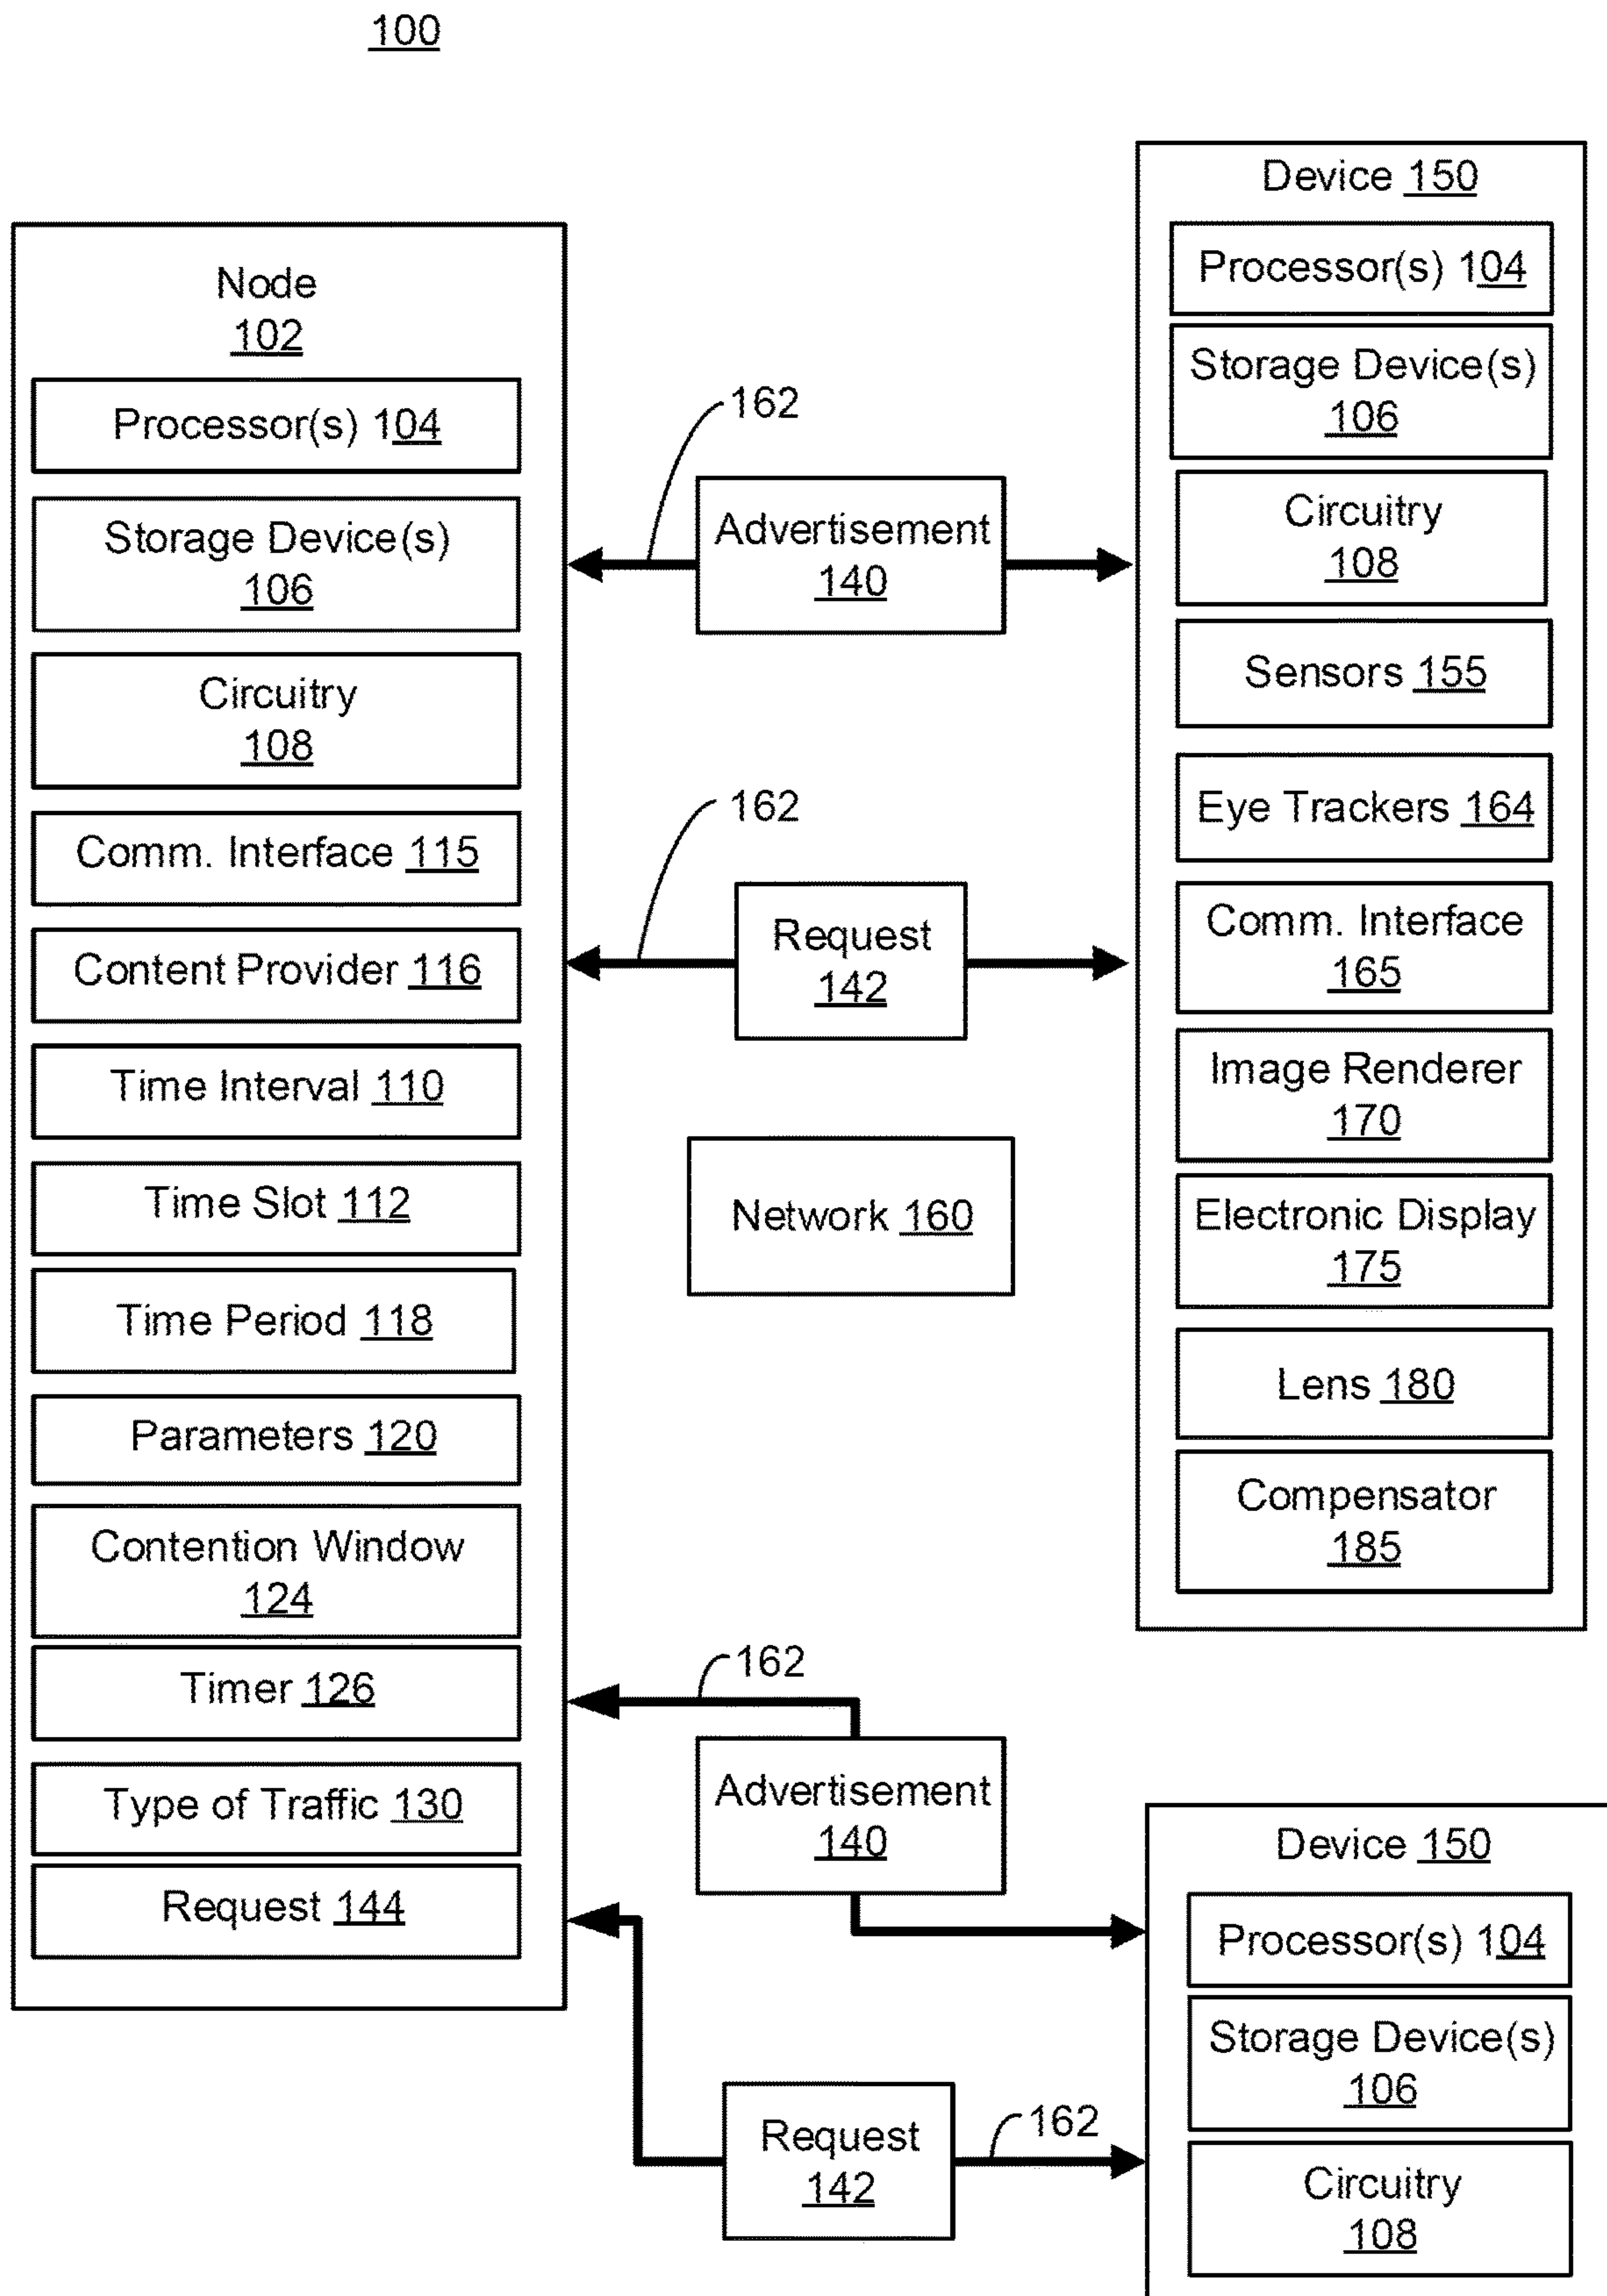 100
Node
102
Processor(s) 104
Storage Device(s)
106
Circuitry
108
Comm. Interface 115
Content Provider 116
Time Interval 110
Time Slot 112
Time Period 118
Parameters 120
Contention Window
124
Timer 126
Type of Traffic 130
Request 144
162
Advertisement
140
162
Request
142
Network 160
162
Advertisement
140
Request
142
162
Device 150
Processor(s) 104
Storage Device(s)
106
Circuitry
108
Sensors 155
Eye Trackers 164
Comm. Interface
165
Image Renderer
170
Electronic Display
175
Lens 180
Compensator
185
Device 150
Processor(s) 104
Storage Device(s)
106
Circuitry
108